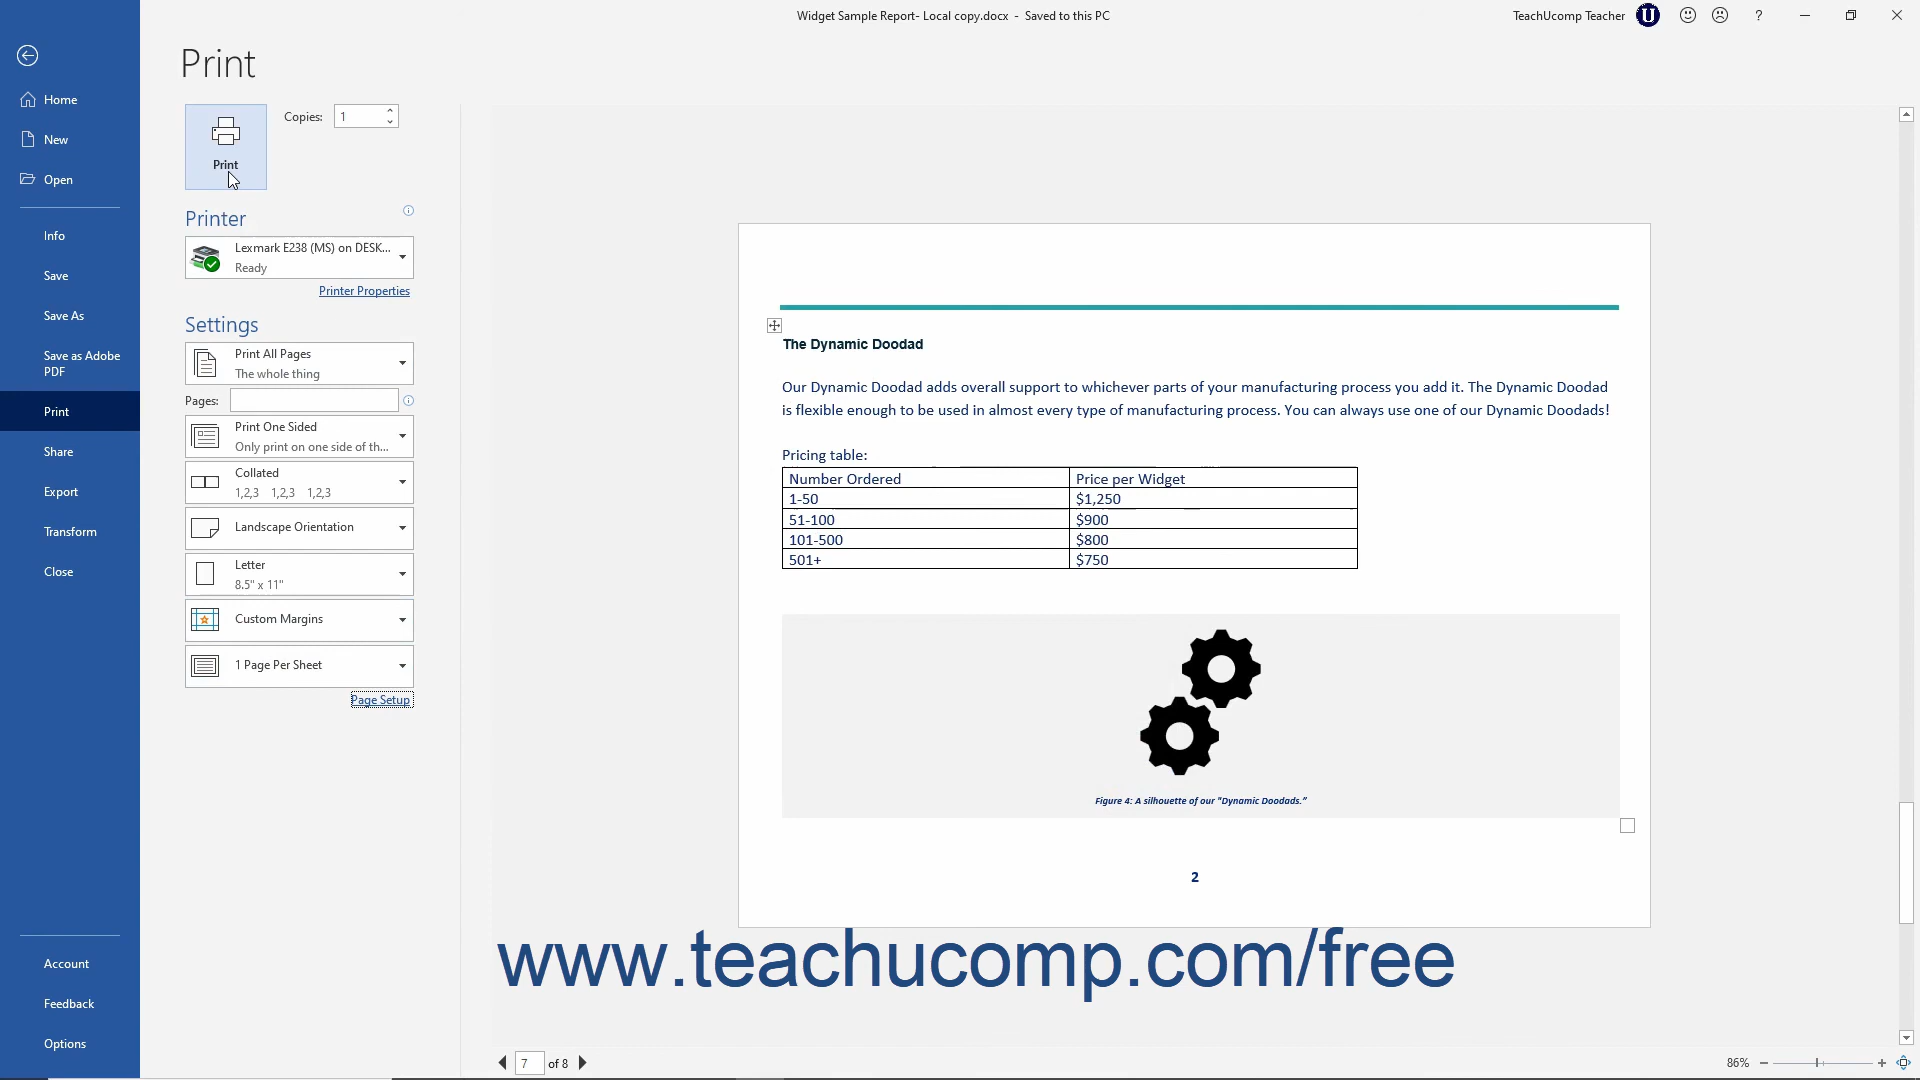 Widget Sample Report- Local copy.docx - Saved to this PC
TeachUcomp Teacher
U
?
Print
Home
New
Open
Info
Save
Save As
Save as Adobe
PDF
Print
Share
Export
Transform
Close
Account
Feedback
Options
Print
Copies: 1
Printer
Lexmark E238 (MS) on DESK...
Ready
Printer Properties
Settings
Print All Pages
The whole thing
Pages:
Print One Sided
Only print on one side of th...
Collated
1,2,3 1,2,3 1,2,3
Landscape Orientation
Letter
8.5" x 11"
Custom Margins
1 Page Per Sheet
Page Setup
The Dynamic Doodad
Our Dynamic Doodad adds overall support to whichever parts of your manufacturing process you add it. The Dynamic Doodad
is flexible enough to be used in almost every type of manufacturing process. You can always use one of our Dynamic Doodads!
Pricing table:
Number Ordered Price per Widget
1-50 $1,250
51-100 $900
101-500 $800
501+ $750
Figure 4: A silhouette of our "Dynamic Doodads."
2
www.teachucomp.com/free
7 of 8
86%